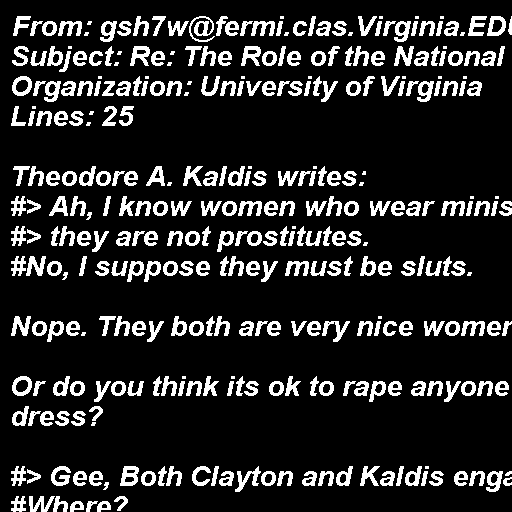 From: gsh7w@fermi.clas.Virginia.EDU
Subject: Re: The Role of the National
Organization: University of Virginia
Lines: 25
Theodore A. Kaldis writes:
#> Ah, I know women who wear minis
#> they are not prostitutes.
#No, I suppose they must be sluts.
Nope. They both are very nice women
Or do you think its ok to rape anyone
dress?
#> Gee, Both Clayton and Kaldis enga
#Where?